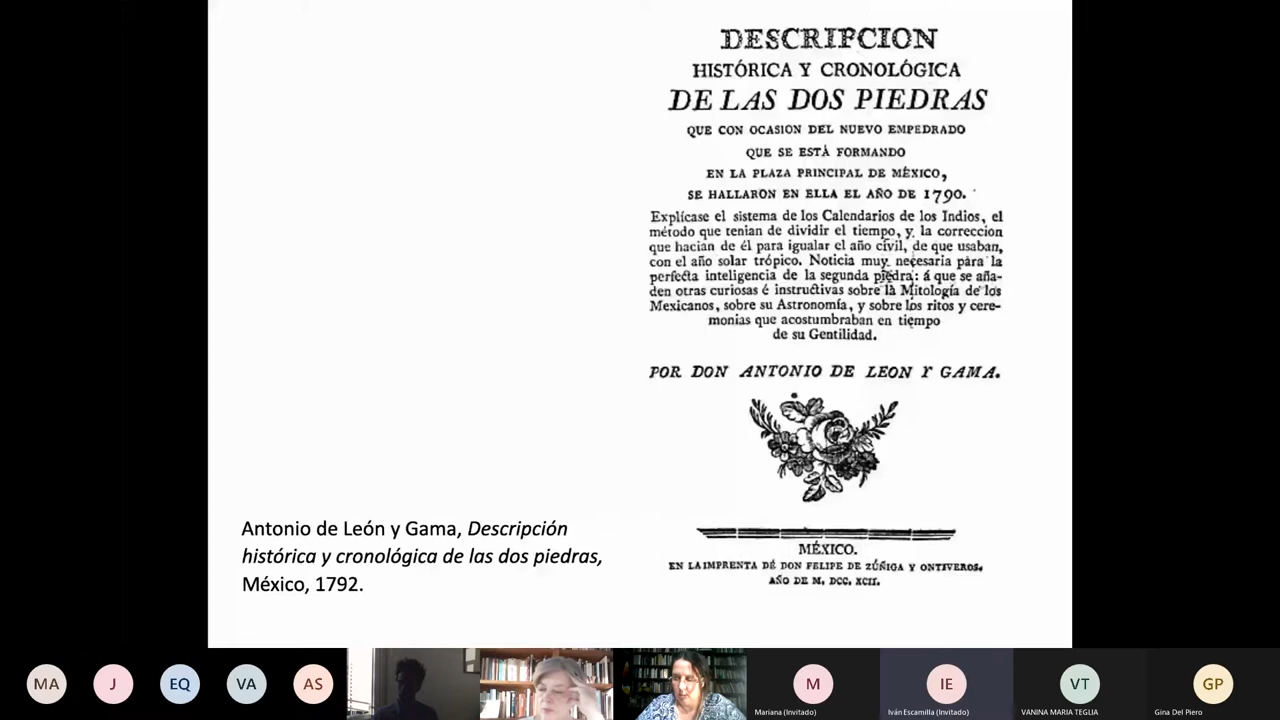 DESCRIPCION
HISTÓRICA Y CRONOLÓGICA
DE LAS DOS PIEDRAS
QUE CON OCASION DEL NUEVO EMPEDRADO
QUE SE ESTÁ FORMANDO
EN LA PLAZA PRINCIPAL DE MÉXICO,
SE HALLARON EN ELLA EL AÑO DE 1790.
Explícase el sistema de los Calendarios de los Indios, el
método que tenian de dividir el tiempo, y la correccion
que hacian de él para igualar el año civil, de que usaban,
con el año solar trópico. Noticia muy necesaria para la
perfecta inteligencia de la segunda piedra: á que se aña-
den otras curiosas é instructivas sobre la Mitología de los
Mexicanos, sobre su Astronomía, y sobre los ritos y cere-
monias que acostumbraban en tiempo
de su Gentilidad.
POR DON ANTONIO DE LEON Y GAMA.
MÉXICO.
EN LA IMPRENTA DE DON FELIPE DE ZÚÑIGA Y ONTIVEROS.
AÑO DE M. DCC. XCII.
Antonio de León y Gama, Descripción
histórica y cronológica de las dos piedras,
México, 1792.
MA
J
EQ
VA
AS
M
IE
VT
GP
Mariana (Invitado)
Iván Escamilla (Invitado)
VANINA MARIA TEGLIA
Gina Del Piero